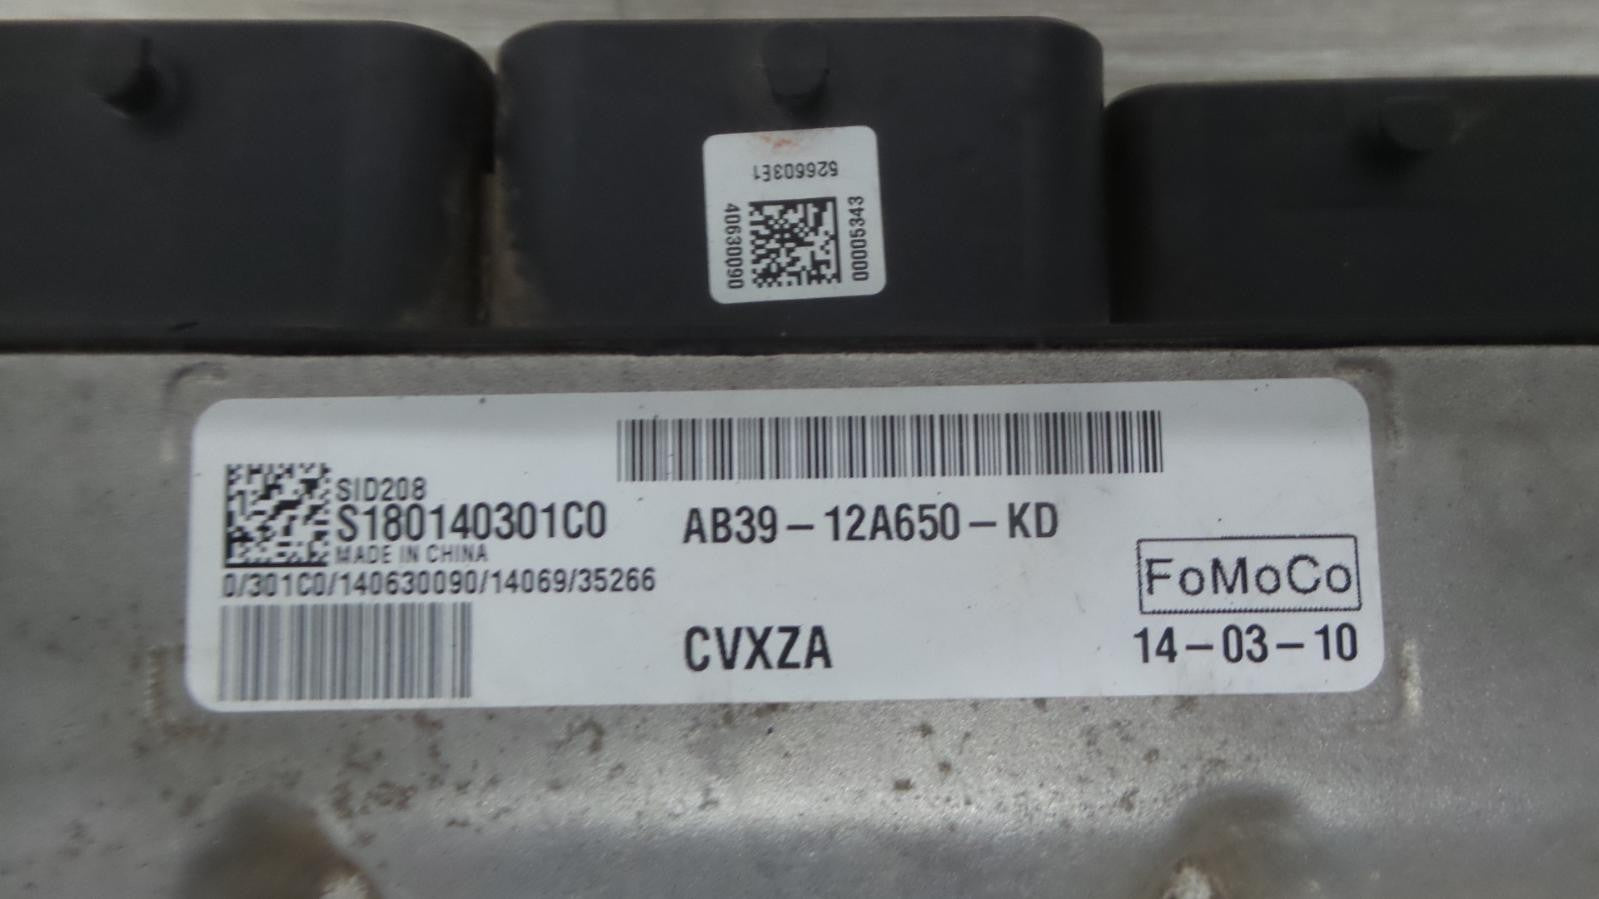 526603E1
40630090
00005343
SID208
S180140301C0
MADE IN CHINA
0/301C0/140630090/14069/35266
AB39-12A650-KD
CVXZA
FoMoCo
14-03-10